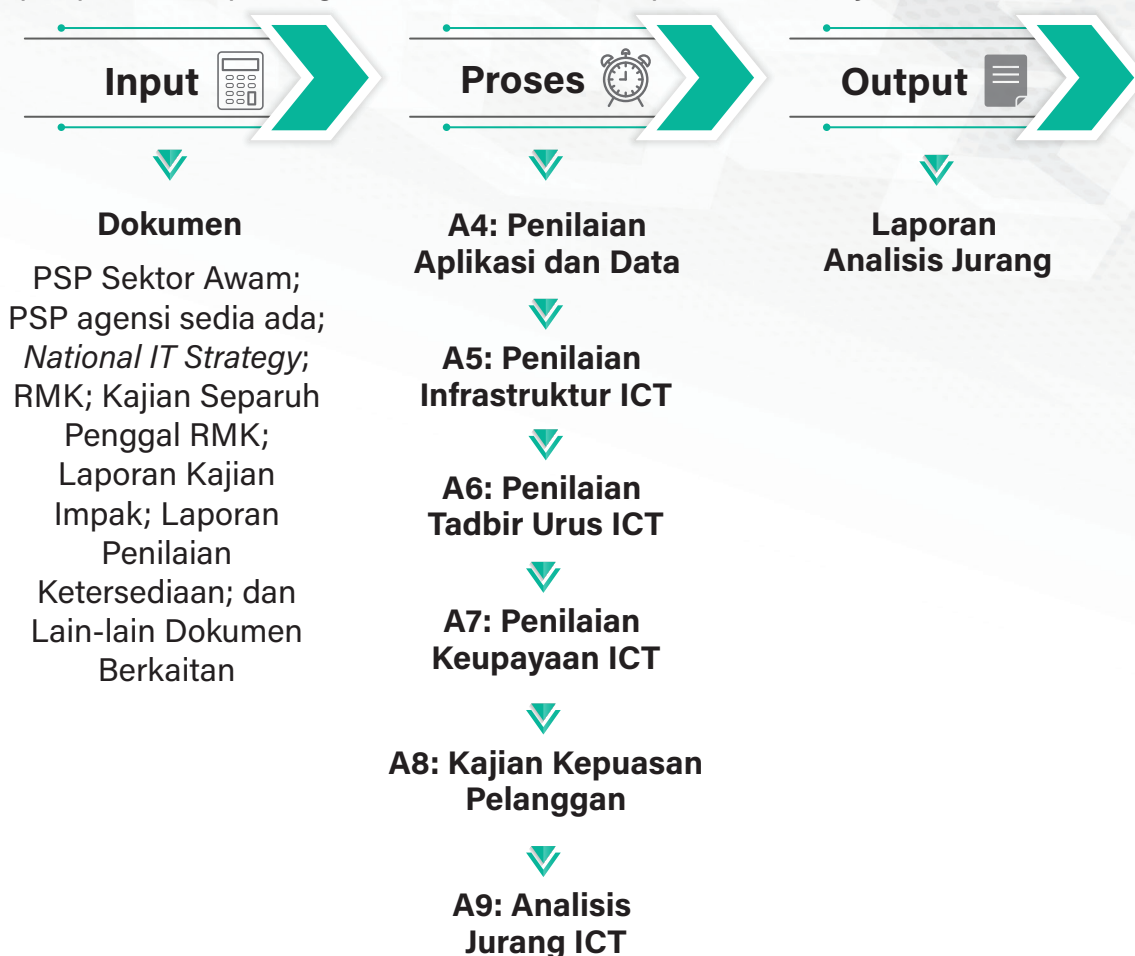 Input
Dokumen
PSP Sektor Awam;
PSP agensi sedia ada;
National IT Strategy;
RMK; Kajian Separuh
Penggal RMK;
Laporan Kajian
Impak; Laporan
Penilaian
Ketersediaan; dan
Lain-lain Dokumen
Berkaitan
Proses
A4: Penilaian
Aplikasi dan Data
A5: Penilaian
Infrastruktur ICT
A6: Penilaian
Tadbir Urus ICT
A7: Penilaian
Keupayaan ICT
A8: Kajian Kepuasan
Pelanggan
A9: Analisis
Jurang ICT
Output
Laporan
Analisis Jurang